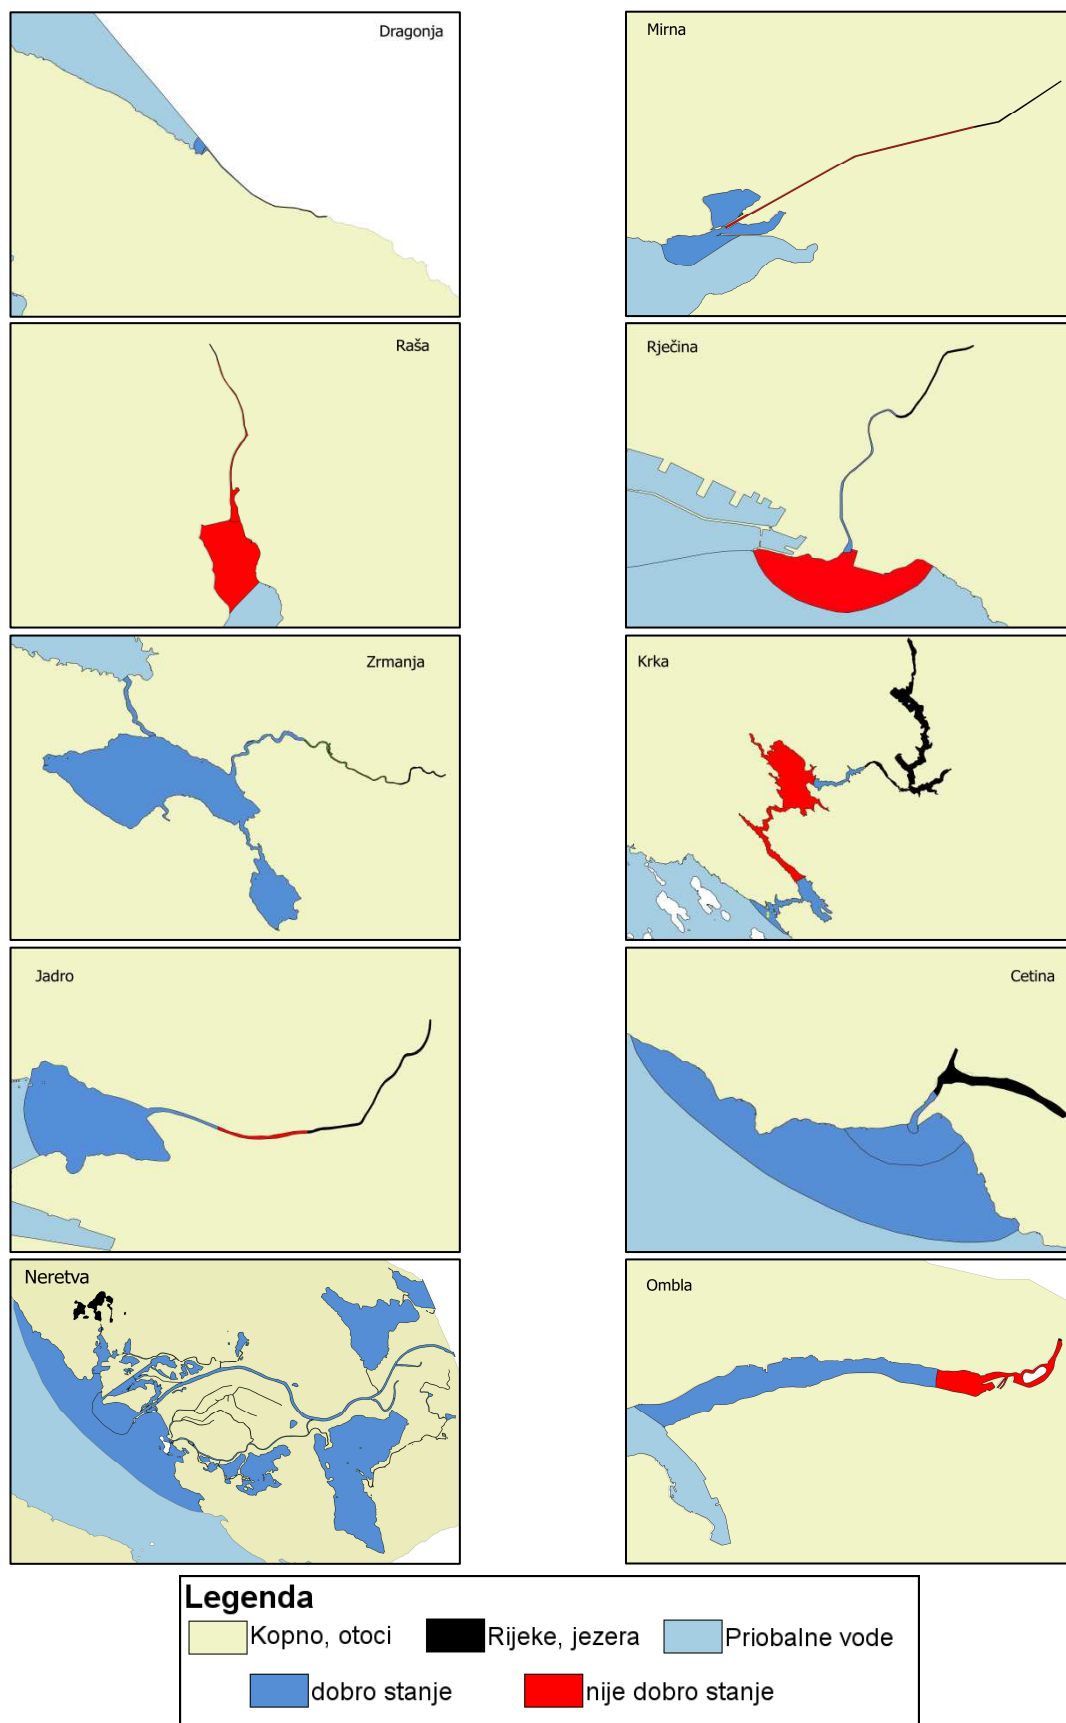 Dragonja
Mirna
Raša
Rječina
Zrmanja
Krka
Jadro
Cetina
Neretva
Ombla
Legenda
Kopno, otoci
Rijeke, jezera
Priobalne vode
dobro stanje
nije dobro stanje